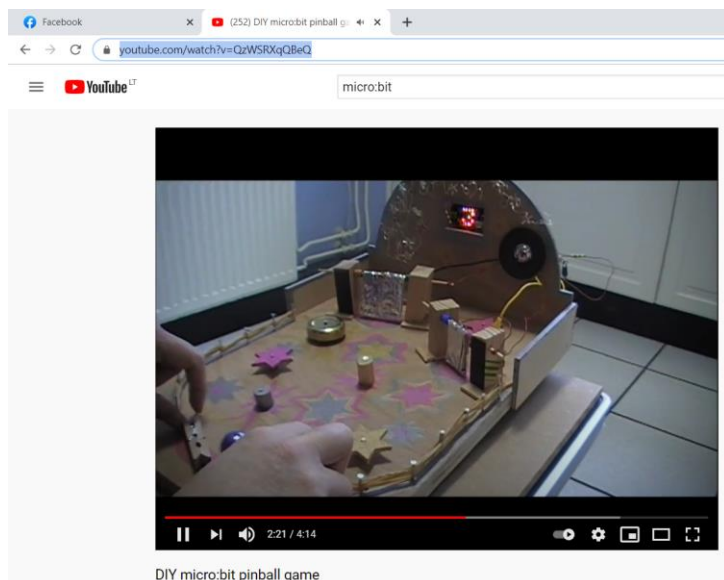 Facebook
(252) DIY micro:bit pinball ga
youtube.com/watch?v=QzWSRXqQBeQ
YouTube LT
micro:bit
2:21 / 4:14
DIY micro:bit pinball game